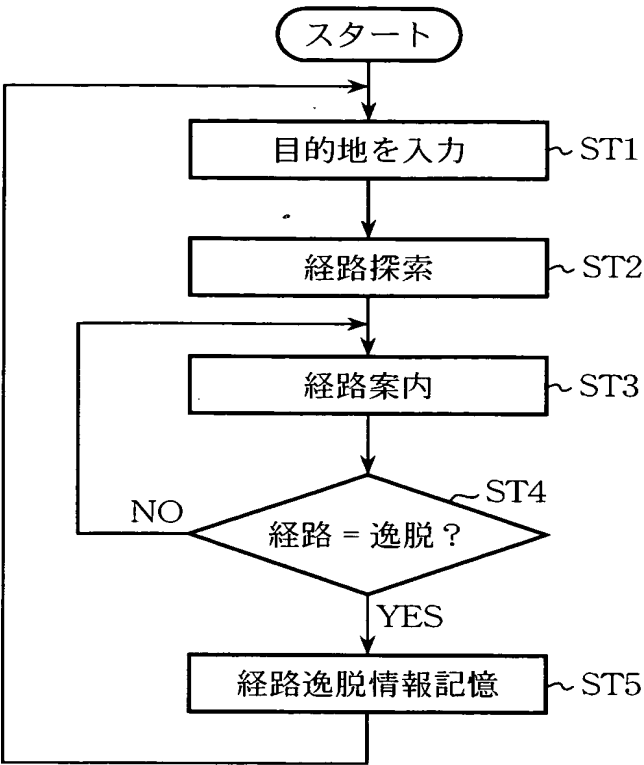 スタート
目的地を入力 ST1
経路探索 ST2
経路案内 ST3
ST4
NO 経路 = 逸脱？
YES
経路逸脱情報記憶 ST5